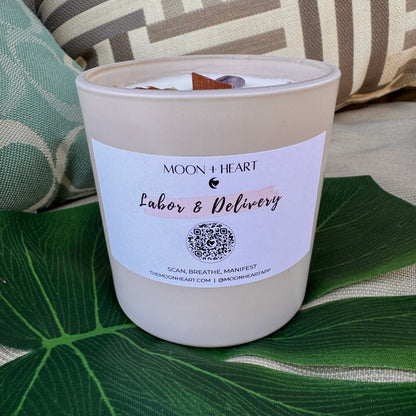 MOON + HEART
Labor & Delivery
SCAN, BREATHE, MANIFEST
THEMOONHEART.COM | @MOONHEARTAPP